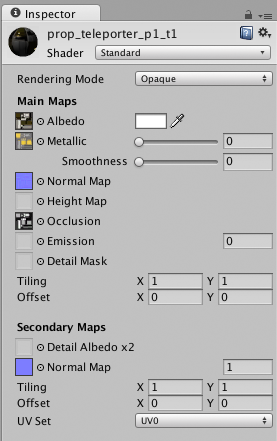 Inspector
prop_teleporter_p1_t1
Shader Standard
Rendering Mode Opaque
Main Maps
Albedo
Metallic 0
Smoothness 0
Normal Map
Height Map
Occlusion
Emission 0
Detail Mask
Tiling X 1 Y 1
Offset X 0 Y 0
Secondary Maps
Detail Albedo x2
Normal Map 1
Tiling X 1 Y 1
Offset X 0 Y 0
UV Set UV0